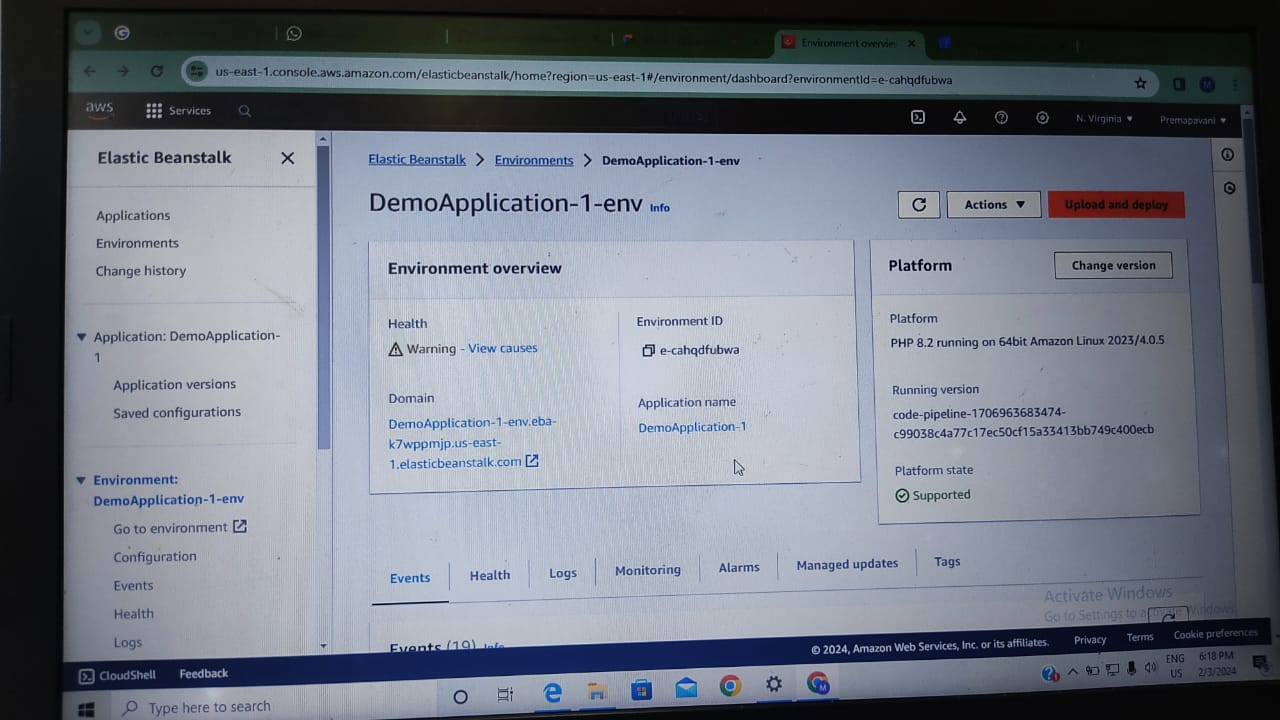 Environment overview
us-east-1.console.aws.amazon.com/elasticbeanstalk/home?region=us-east-1#/environment/dashboard?environmentId=e-cahqdfubwa
aws
Services
N. Virginia
Premapavani
Elastic Beanstalk
Applications
Environments
Change history
Application: DemoApplication-
1
Application versions
Saved configurations
Environment:
DemoApplication-1-env
Go to environment
Configuration
Events
Health
Logs
Elastic Beanstalk > Environments > DemoApplication-1-env
DemoApplication-1-env Info
Actions
Upload and deploy
Environment overview
Health
Warning - View causes
Domain
DemoApplication-1-env.eba-
k7wppmjp.us-east-
1.elasticbeanstalk.com
Environment ID
e-cahqdfubwa
Application name
DemoApplication-1
Platform
Change version
Platform
PHP 8.2 running on 64bit Amazon Linux 2023/4.0.5
Running version
code-pipeline-1706963683474-
c99038c4a77c17ec50cf15a33413bb749c400ecb
Platform state
Supported
Events
Health
Logs
Monitoring
Alarms
Managed updates
Tags
Events (19) Info
Activate Windows
Go to Settings to activate Windows.
CloudShell
Feedback
© 2024, Amazon Web Services, Inc. or its affiliates.
Privacy
Terms
Cookie preferences
Type here to search
ENG
US
6:18 PM
2/3/2024